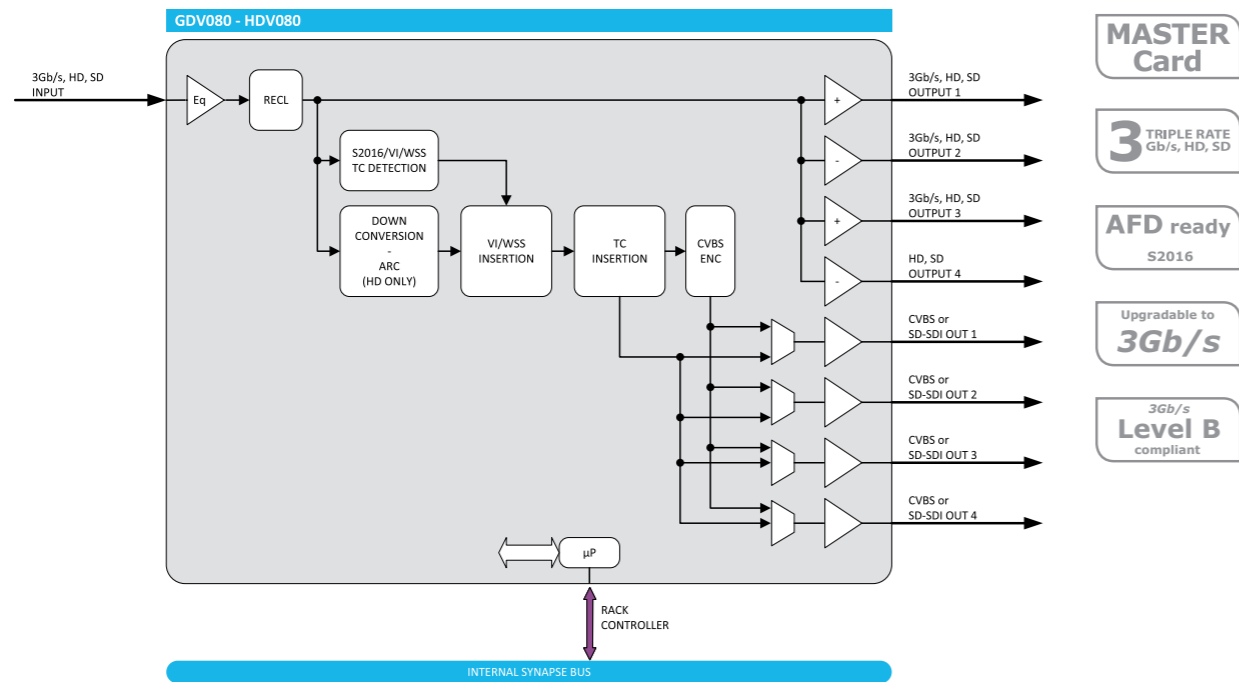 GDV080 - HDV080
3Gb/s, HD, SD
INPUT
Eq
RECL
S2016/VI/WSS
TC DETECTION
DOWN
CONVERSION
-
ARC
(HD ONLY)
VI/WSS
INSERTION
TC
INSERTION
CVBS
ENC
+
-
+
-
3Gb/s, HD, SD
OUTPUT 1
3Gb/s, HD, SD
OUTPUT 2
3Gb/s, HD, SD
OUTPUT 3
HD, SD
OUTPUT 4
CVBS or
SD-SDI OUT 1
CVBS or
SD-SDI OUT 2
CVBS or
SD-SDI OUT 3
CVBS or
SD-SDI OUT 4
µP
RACK
CONTROLLER
INTERNAL SYNAPSE BUS
MASTER
Card
3 TRIPLE RATE
Gb/s, HD, SD
AFD ready
S2016
Upgradable to
3Gb/s
3Gb/s
Level B
compliant